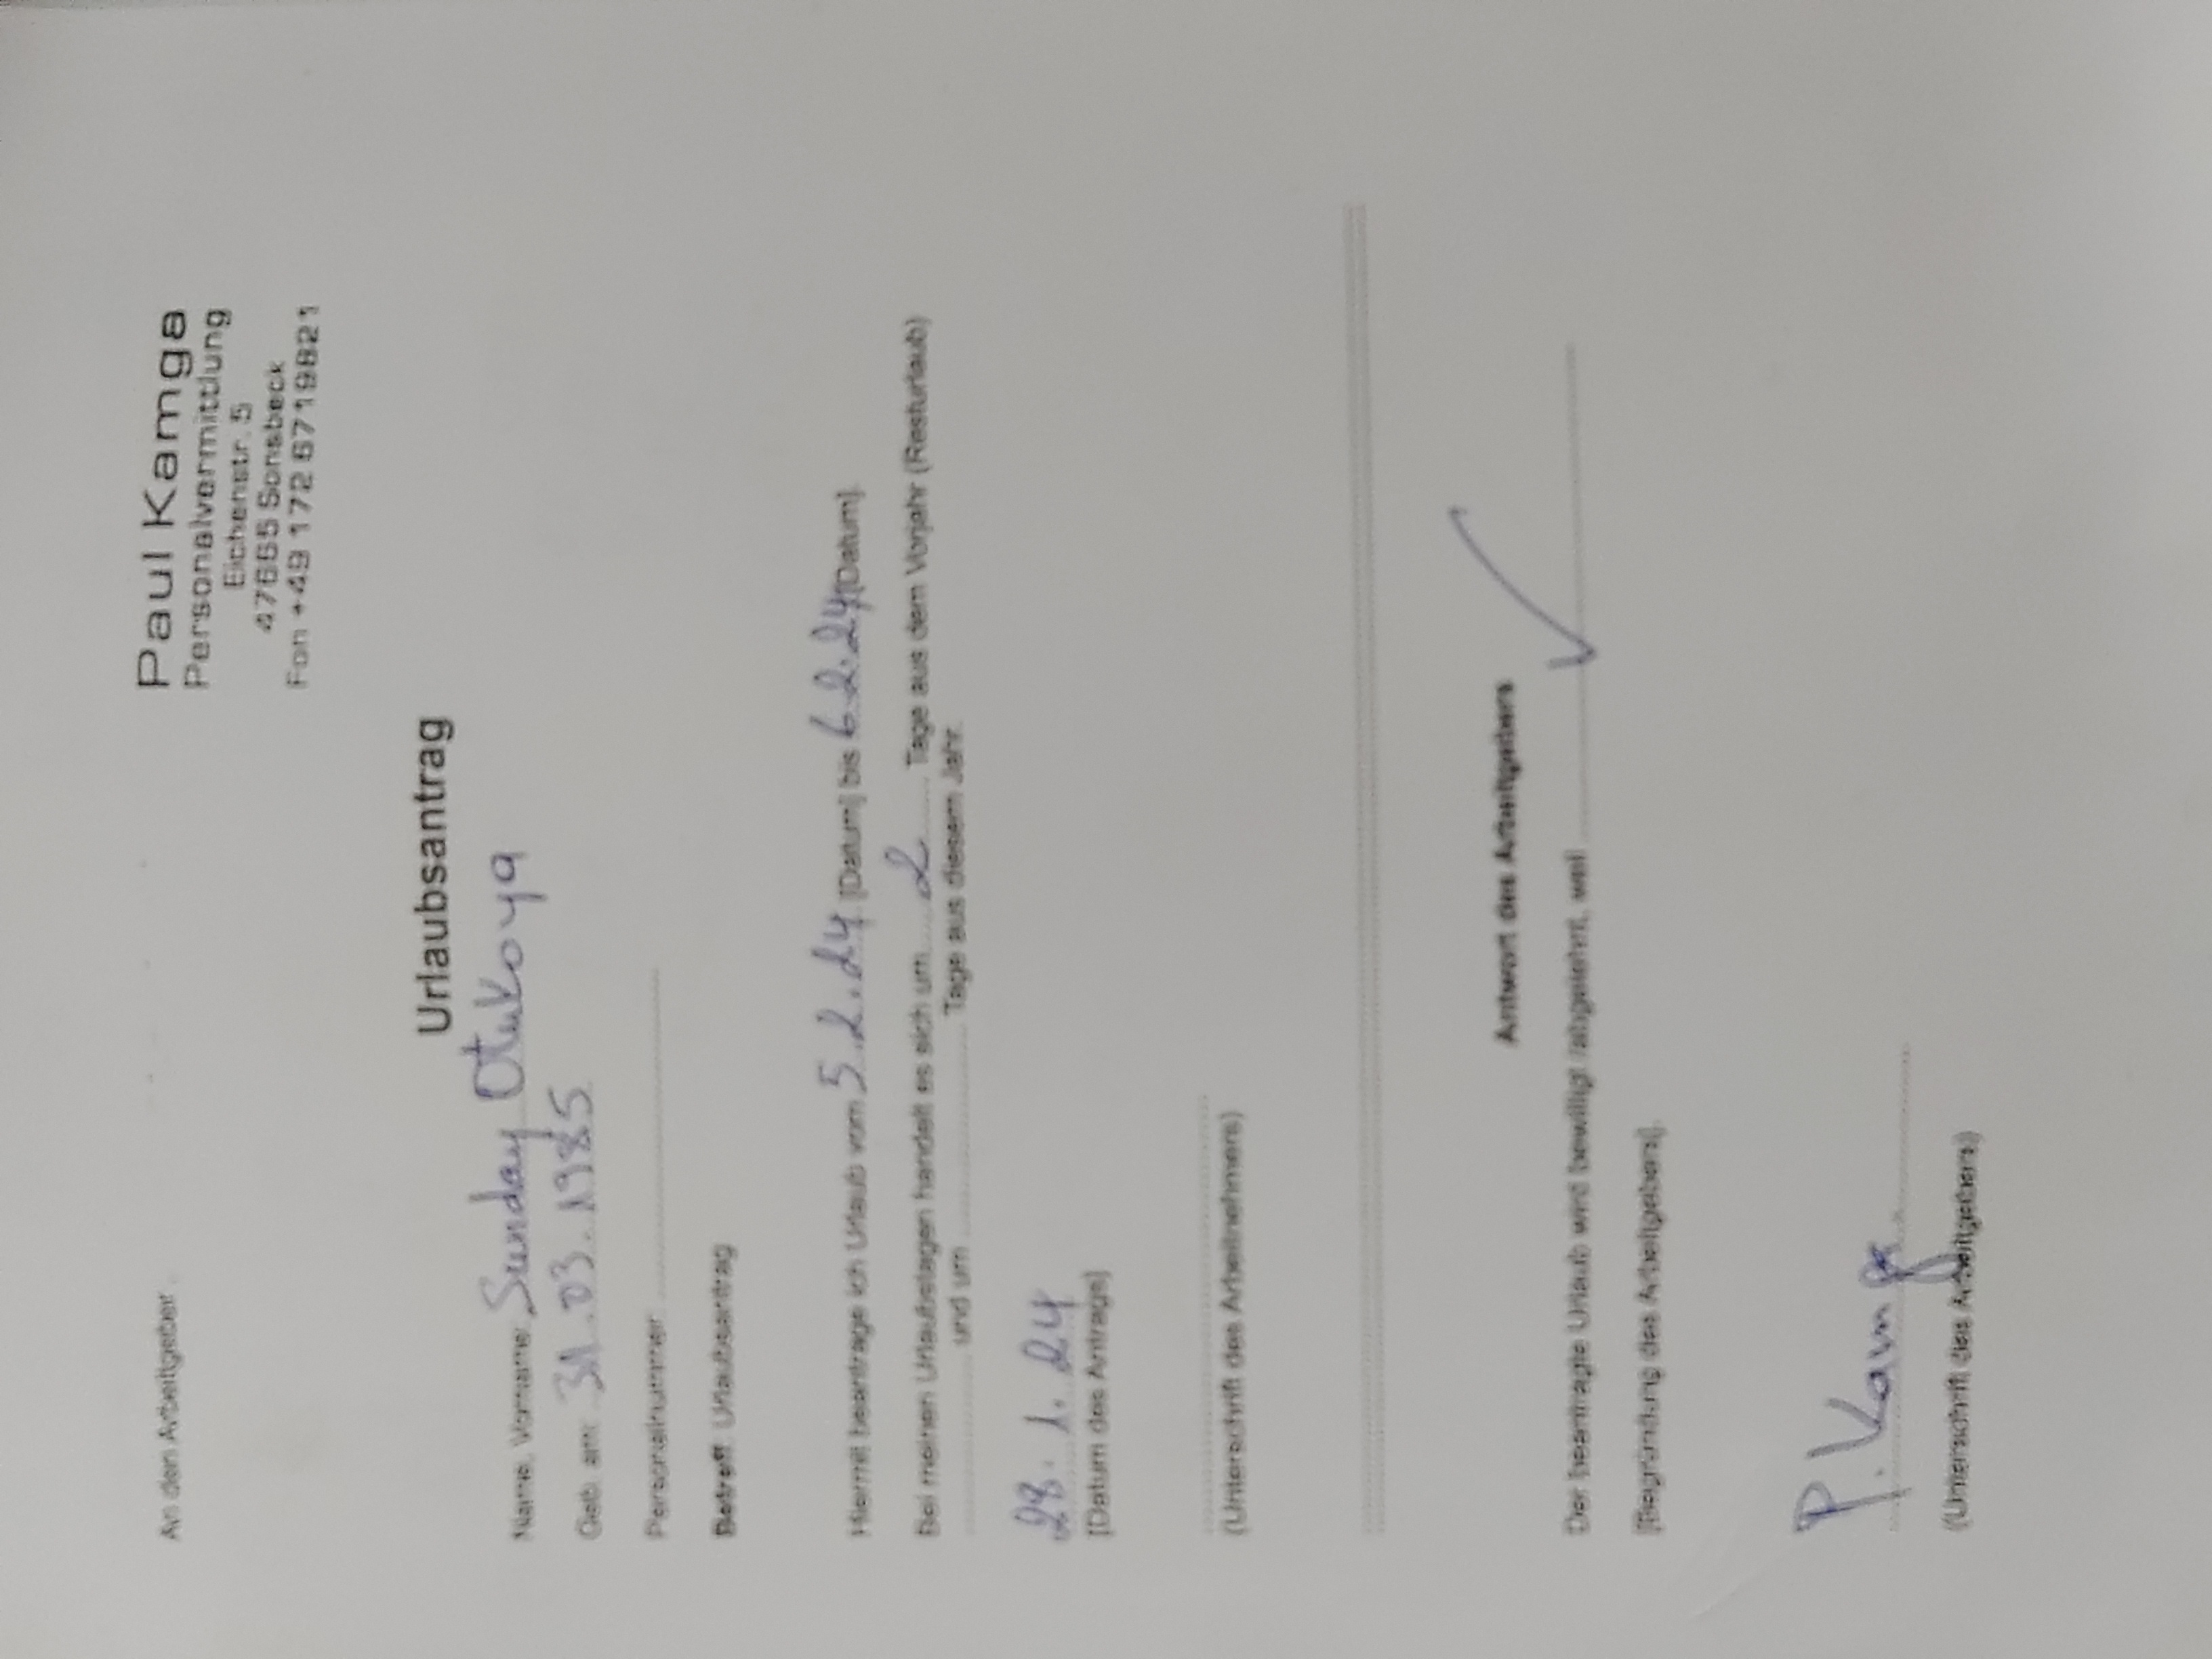 An den Arbeitgeber
Paul Kamga
Personalvermittlung
Eichenstr. 5
47665 Sonsbeck
Fon +49 172 6719821
Urlaubsantrag
Name, Vorname: Sunday Otukoya
Geb. am: 31.03.1985
Personalnummer:
Betreff: Urlaubsantrag
Hiermit beantrage ich Urlaub vom 5.2.24 [Datum] bis 6.2.24 [Datum].
Bei meinen Urlaubstagen handelt es sich um 2 Tage aus dem Vorjahr (Resturlaub)
und um Tage aus diesem Jahr.
28.1.24
[Datum des Antrags]
(Unterschrift des Arbeitnehmers)
Antwort des Arbeitgebers
Der beantragte Urlaub wird bewilligt /abgelehnt, weil
[Begründung des Arbeitgebers].
P. Kamga
(Unterschrift des Arbeitgebers)